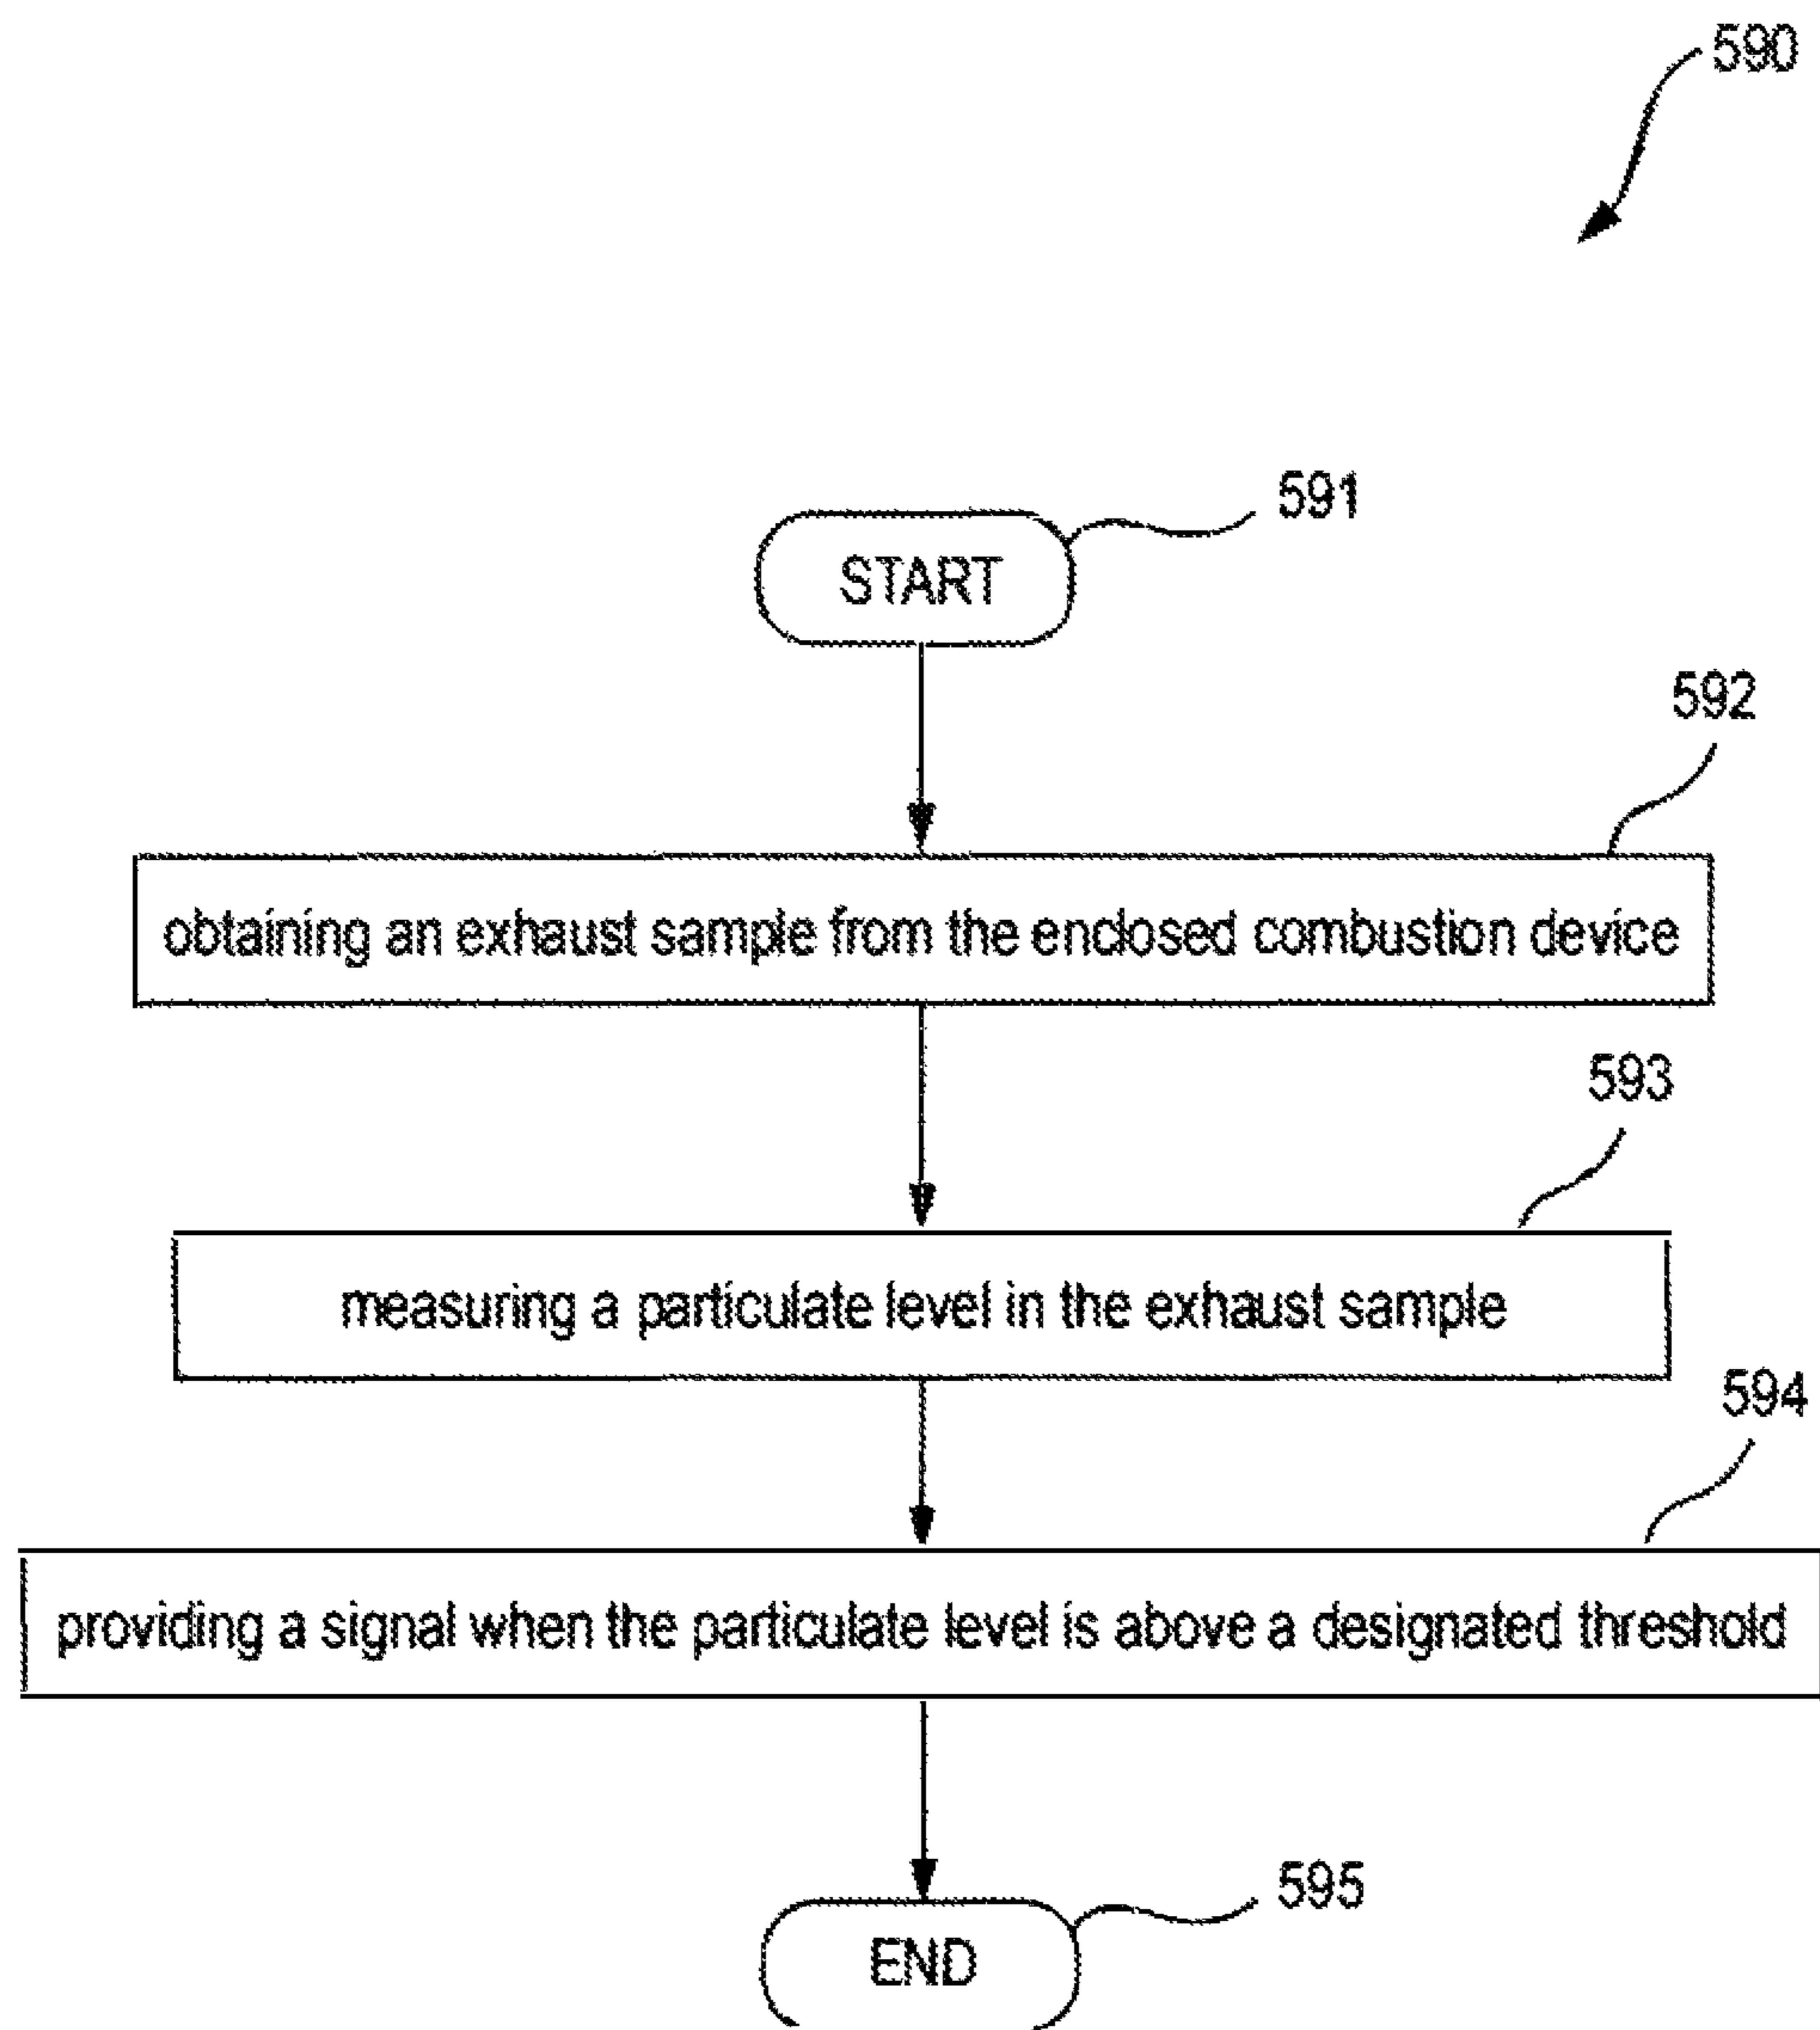 590
591
START
592
obtaining an exhaust sample from the enclosed combustion device
593
measuring a particulate level in the exhaust sample
594
providing a signal when the particulate level is above a designated threshold
595
END